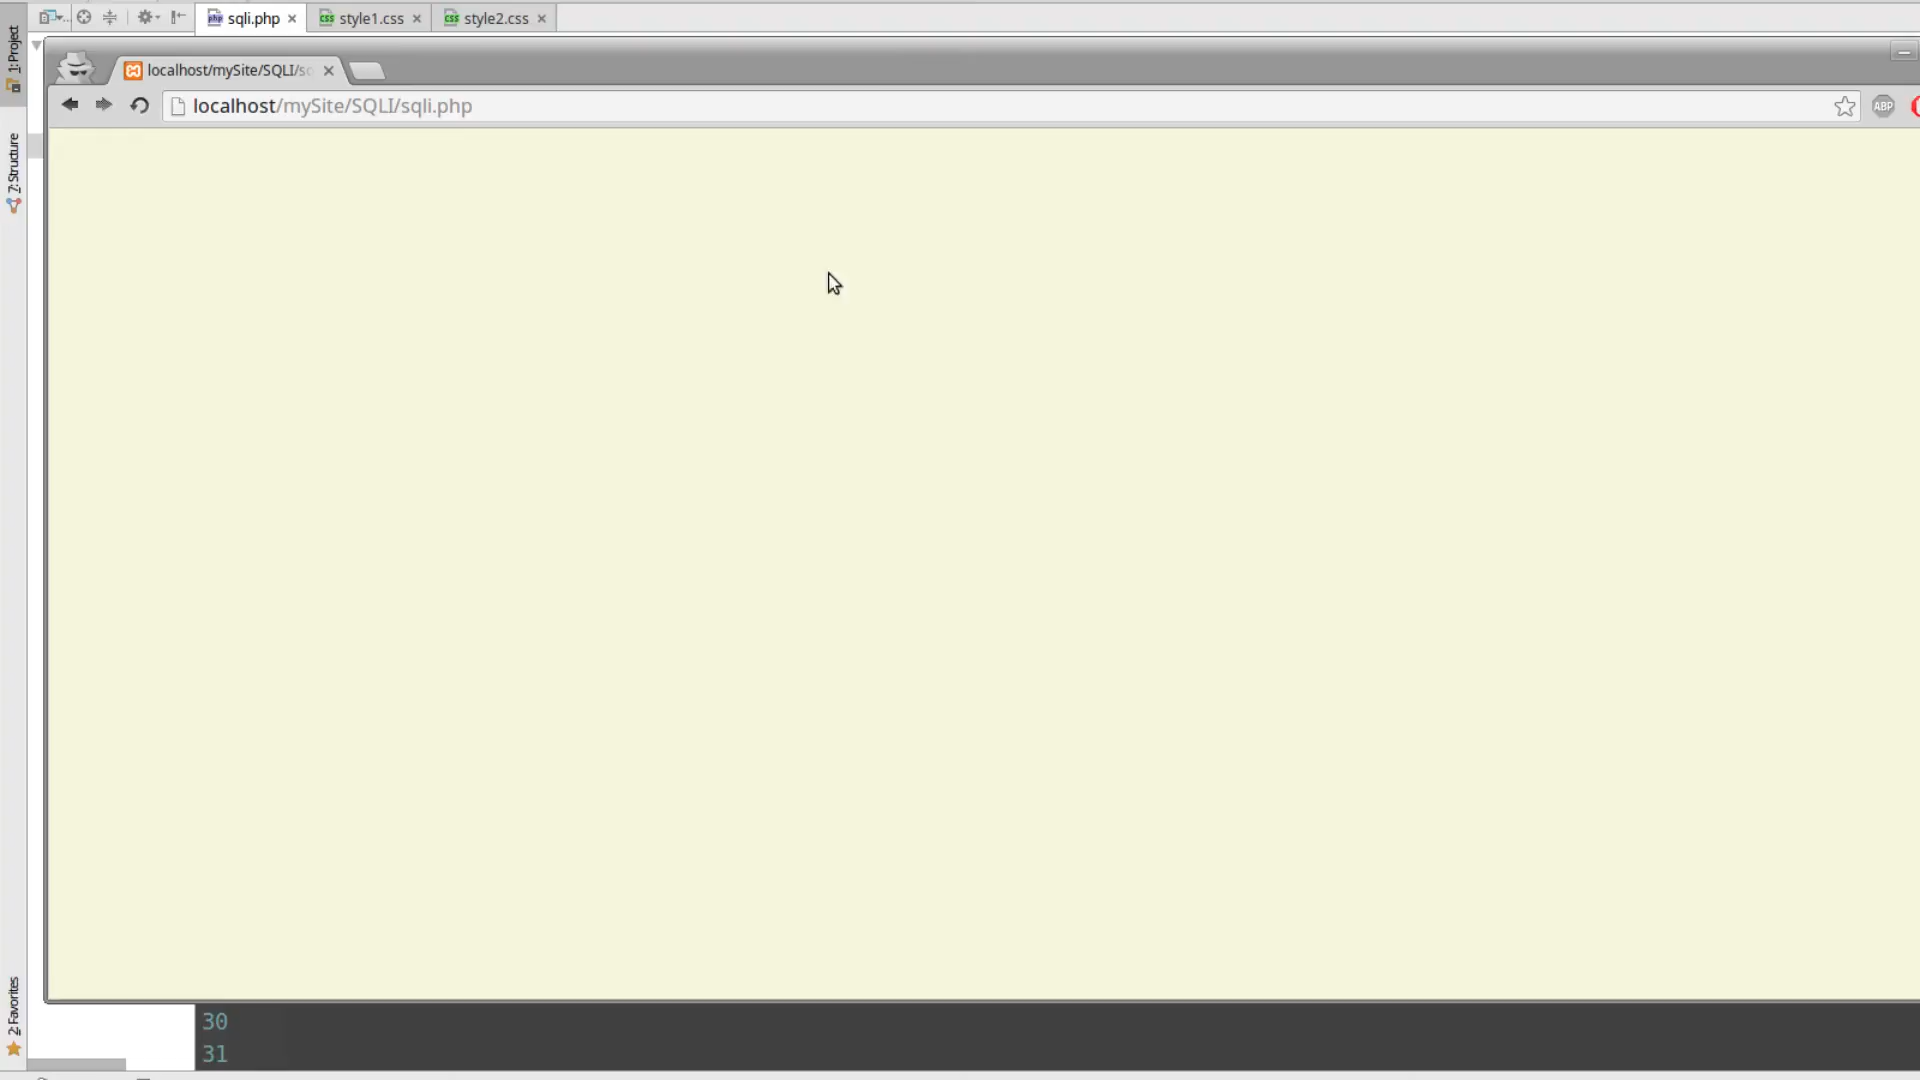 sqli.php
style1.css
style2.css
1: Project
localhost/mySite/SQLI/s
localhost/mySite/SQLI/sqli.php
ABP
7: Structure
2: Favorites
30
31